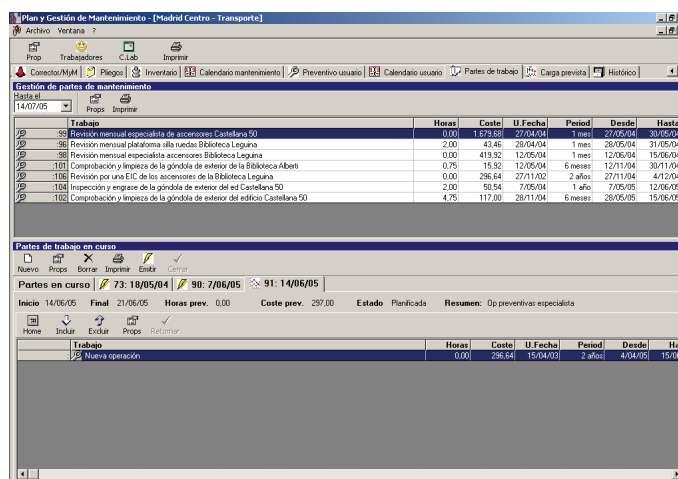 Plan y Gestión de Mantenimiento - [Madrid Centro - Transporte]
Archivo Ventana ?
Prop Trabajadores C.Lab Imprimir
Corrector/MyM Pliegos Inventario Calendario mantenimiento Preventivo usuario Calendario usuario Partes de trabajo Carga prevista Histórico
Gestión de partes de mantenimiento
Hasta el
14/07/05 Props Imprimir
Trabajo Horas Coste U.Fecha Period Desde Hasta
:99 Revisión mensual especialista de ascensores Castellana 50 0,00 1.679,68 27/04/04 1 mes 27/05/04 30/05/04
:96 Revisión mensual plataforma silla ruedas Biblioteca Leguina 2,00 43,46 28/04/04 1 mes 28/05/04 31/05/04
:98 Revisión mensual especialista ascensores Biblioteca Leguina 0,00 419,92 12/05/04 1 mes 12/06/04 15/06/04
:101 Comprobación y limpieza de la góndola de exterior de la Biblioteca Alberti 0,75 15,92 12/05/04 6 meses 12/11/04 30/11/04
:106 Revisión por una EIC de los ascensores de la Biblioteca Leguina 0,00 296,64 27/11/02 2 años 27/11/04 4/12/04
:104 Inspección y engrase de la góndola de exterior del ed Castellana 50 2,00 50,54 7/05/04 1 año 7/05/05 12/06/05
:102 Comprobación y limpieza de la góndola de exterior del edificio Castellana 50 4,75 117,00 28/11/04 6 meses 28/05/05 15/06/05
Partes de trabajo en curso
Nuevo Props Borrar Imprimir Emitir Cerrar
Partes en curso 73: 18/05/04 90: 7/06/05 91: 14/06/05
Inicio 14/06/05 Final 21/06/05 Horas prev. 0,00 Coste prev. 297,00 Estado Planificada Resumen: Op preventivas especialista
Home Incluir Excluir Props Retomar
Trabajo Horas Coste U.Fecha Period Desde Ha
: Nueva operación 0,00 296,64 15/04/03 2 años 4/04/05 15/0